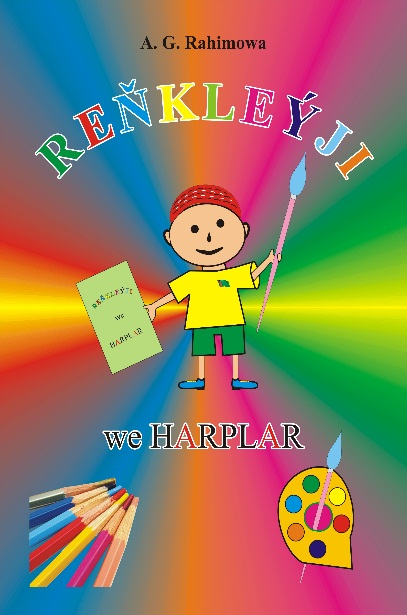 A. G. Rahimowa
REŇKLEÝJI
REŇKLEÝJI
we
HARPLAR
we HARPLAR